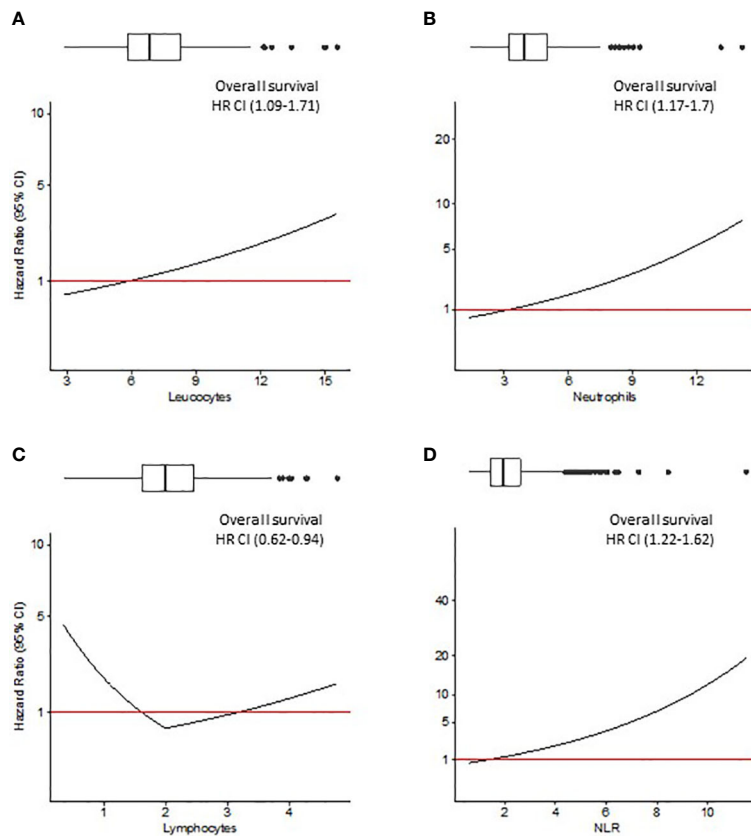 A
Overall survival
HR CI (1.09-1.71)
10
5
1
Hazard Ratio (95% CI)
3 6 9 12 15
Leucocytes
B
Overall survival
HR CI (1.17-1.7)
20
10
5
1
3 6 9 12
Neutrophils
C
Overall survival
HR CI (0.62-0.94)
10
5
1
Hazard Ratio (95% CI)
1 2 3 4
Lymphocytes
D
Overall survival
HR CI (1.22-1.62)
40
20
10
5
1
2 4 6 8 10
NLR